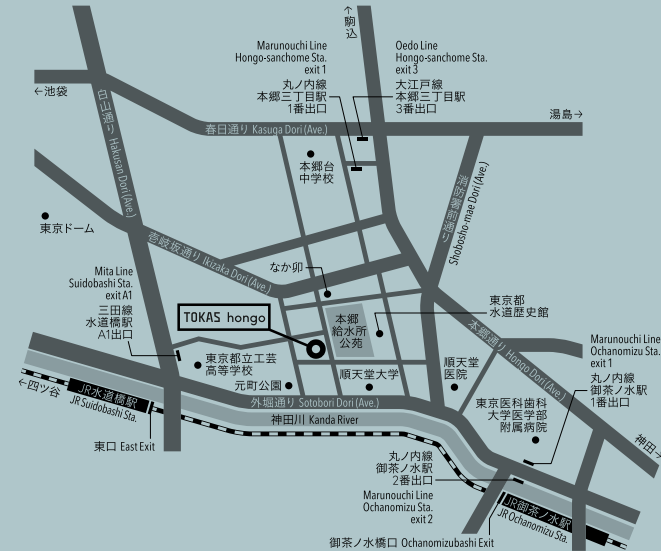 ↑駒込
Marunouchi Line
Hongo-sanchome Sta.
exit 1
丸ノ内線
本郷三丁目駅
1番出口
Oedo Line
Hongo-sanchome Sta.
exit 3
大江戸線
本郷三丁目駅
3番出口
←池袋
湯島→
白山通り Hakusan Dori (Ave.)
春日通り Kasuga Dori (Ave.)
本郷台
中学校
消防署前通り
Shobosho-mae Dori (Ave.)
東京ドーム
壱岐坂通り Ikizaka Dori (Ave.)
なか卯
Mita Line
Suidobashi Sta.
exit A1
三田線
水道橋駅
A1出口
TOKAS hongo
本郷
給水所
公苑
東京都
水道歴史館
本郷通り Hongo Dori (Ave.)
Marunouchi Line
Ochanomizu Sta.
exit 1
丸ノ内線
御茶ノ水駅
1番出口
東京都立工芸
高等学校
元町公園
順天堂大学
順天堂
医院
東京医科歯科
大学医学部
附属病院
←四ツ谷
JR水道橋駅
JR Suidobashi Sta.
外堀通り Sotobori Dori (Ave.)
神田川 Kanda River
東口 East Exit
神田→
丸ノ内線
御茶ノ水駅
2番出口
Marunouchi Line
Ochanomizu Sta.
exit 2
JR御茶ノ水駅
JR Ochanomizu Sta.
御茶ノ水橋口 Ochanomizubashi Exit